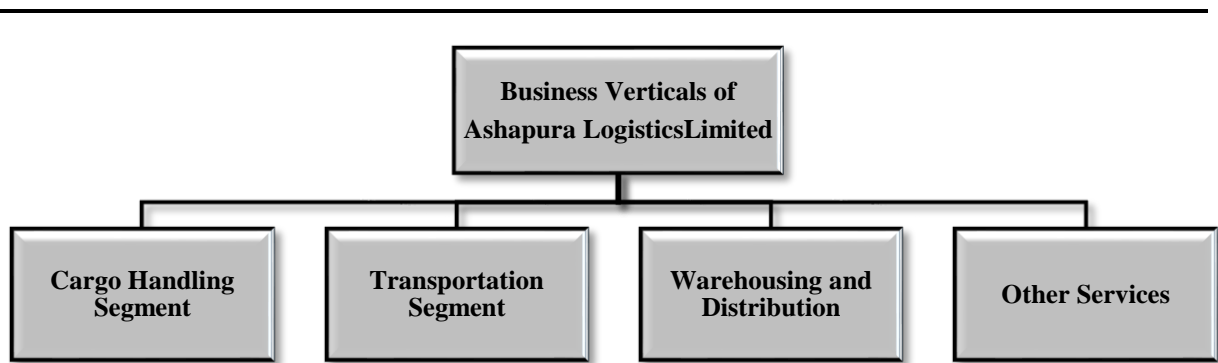 Business Verticals of
Ashapura LogisticsLimited
Cargo Handling
Segment
Transportation
Segment
Warehousing and
Distribution
Other Services